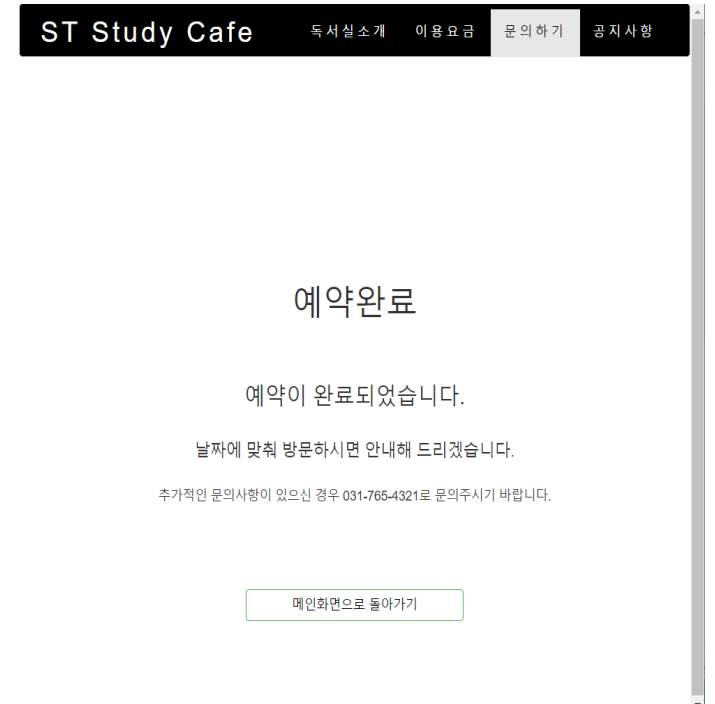 ST Study Cafe 독서실소개 이용요금 문의하기 공지사항
예약완료
예약이 완료되었습니다.
날짜에 맞춰 방문하시면 안내해 드리겠습니다.
추가적인 문의사항이 있으신 경우 031-765-4321로 문의주시기 바랍니다.
메인화면으로 돌아가기